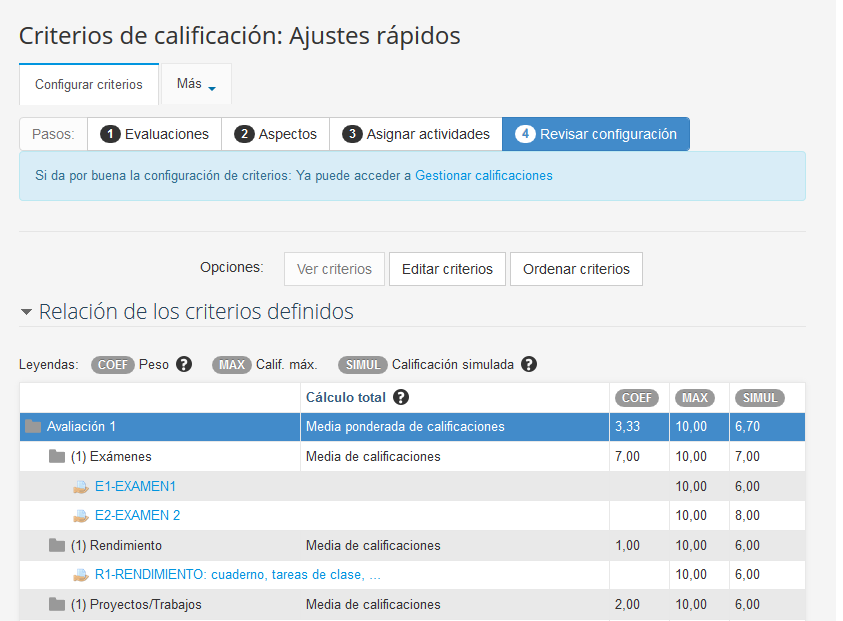 Criterios de calificación: Ajustes rápidos
Configurar criterios Más
Pasos: 1 Evaluaciones 2 Aspectos 3 Asignar actividades 4 Revisar configuración
Si da por buena la configuración de criterios: Ya puede acceder a Gestionar calificaciones
Opciones: Ver criterios Editar criterios Ordenar criterios
Relación de los criterios definidos
Leyendas: COEF Peso ? MAX Calif. máx. SIMUL Calificación simulada ?
Cálculo total ? COEF MAX SIMUL
Avaliación 1 Media ponderada de calificaciones 3,33 10,00 6,70
(1) Exámenes Media de calificaciones 7,00 10,00 7,00
E1-EXAMEN1 10,00 6,00
E2-EXAMEN 2 10,00 8,00
(1) Rendimiento Media de calificaciones 1,00 10,00 6,00
R1-RENDIMIENTO: cuaderno, tareas de clase, ... 10,00 6,00
(1) Proyectos/Trabajos Media de calificaciones 2,00 10,00 6,00